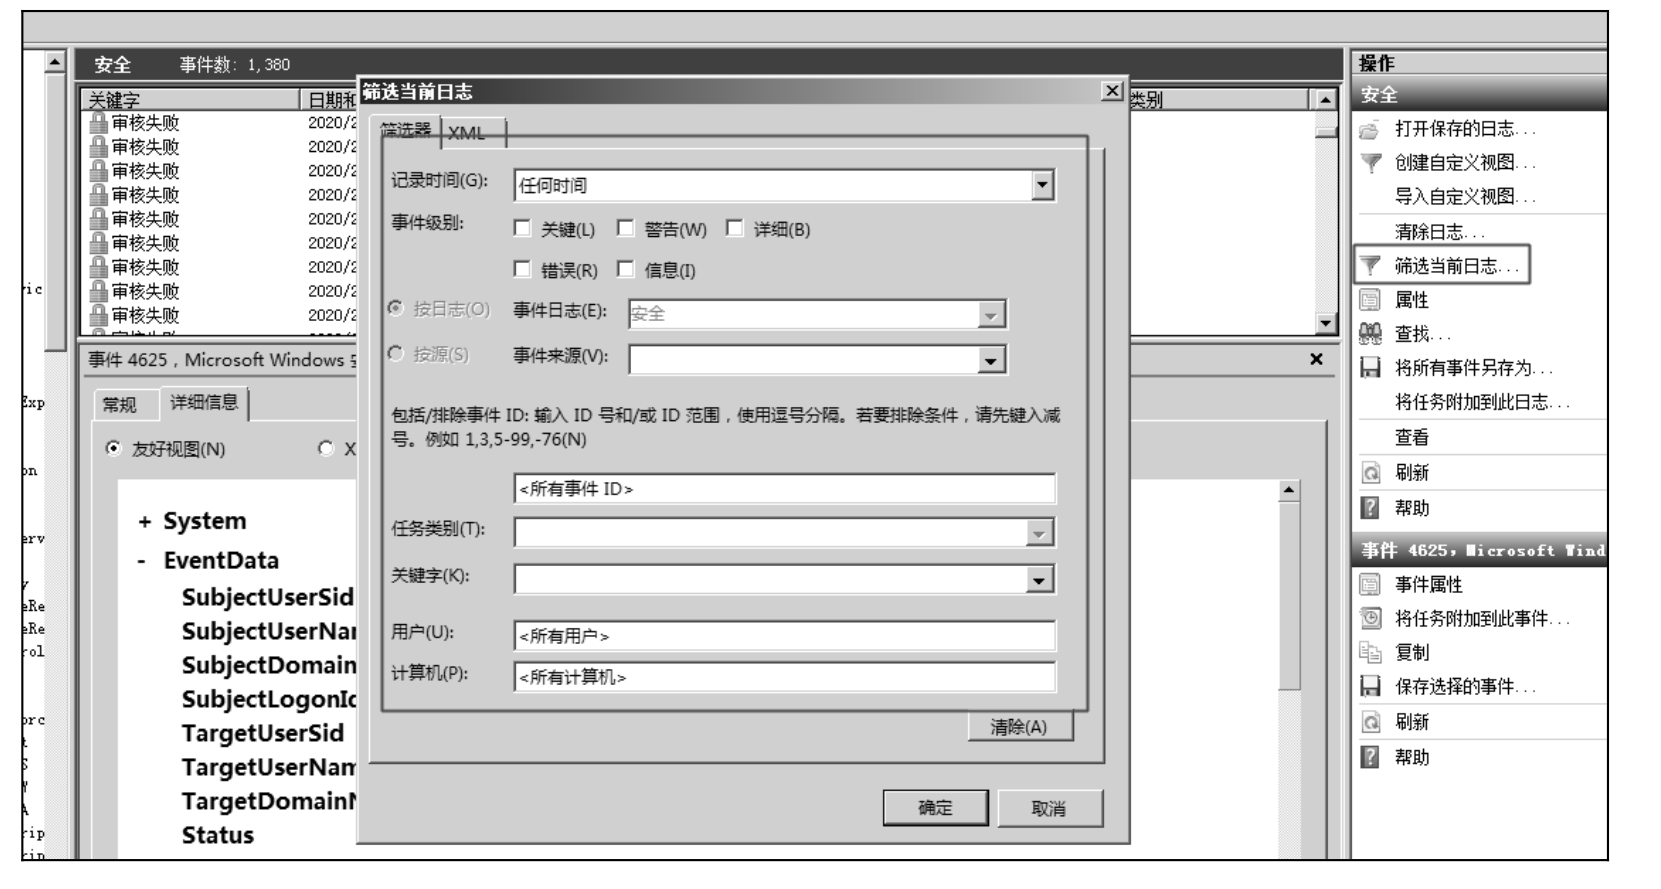 安全 事件数: 1,380
关键字 日期和
审核失败 2020/2
审核失败 2020/2
审核失败 2020/2
审核失败 2020/2
审核失败 2020/2
审核失败 2020/2
审核失败 2020/2
审核失败 2020/2
审核失败 2020/2
类别
事件 4625，Microsoft Windows
常规 详细信息
友好视图(N) X
+ System
- EventData
SubjectUserSid
SubjectUserNa
SubjectDomain
SubjectLogonId
TargetUserSid
TargetUserNam
TargetDomainN
Status
筛选当前日志
筛选器 XML
记录时间(G): 任何时间
事件级别: 关键(L) 警告(W) 详细(B)
错误(R) 信息(I)
按日志(O) 事件日志(E): 安全
按源(S) 事件来源(V):
包括/排除事件 ID: 输入 ID 号和/或 ID 范围，使用逗号分隔。若要排除条件，请先键入减
号。例如 1,3,5-99,-76(N)
<所有事件 ID>
任务类别(T):
关键字(K):
用户(U): <所有用户>
计算机(P): <所有计算机>
清除(A)
确定 取消
操作
安全
打开保存的日志...
创建自定义视图...
导入自定义视图...
清除日志...
筛选当前日志...
属性
查找...
将所有事件另存为...
将任务附加到此日志...
查看
刷新
帮助
事件 4625，Microsoft Wind
事件属性
将任务附加到此事件...
复制
保存选择的事件...
刷新
帮助